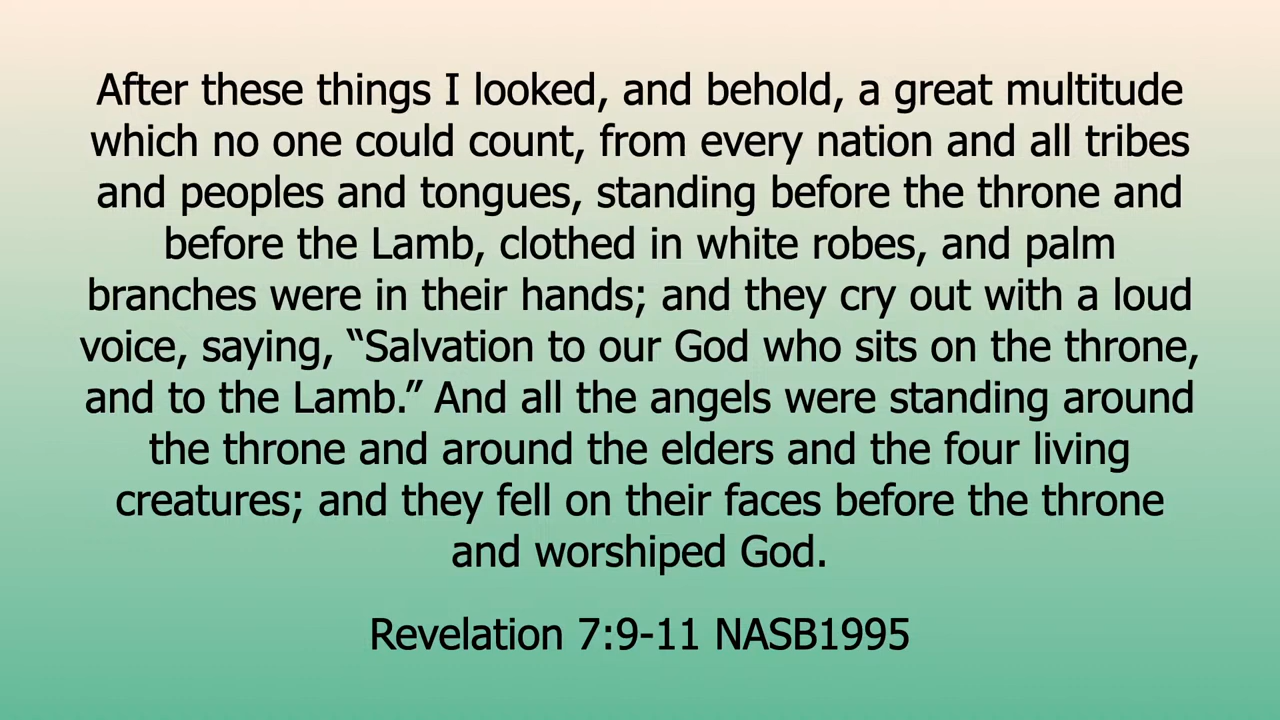 After these things I looked, and behold, a great multitude
which no one could count, from every nation and all tribes
and peoples and tongues, standing before the throne and
before the Lamb, clothed in white robes, and palm
branches were in their hands; and they cry out with a loud
voice, saying, “Salvation to our God who sits on the throne,
and to the Lamb.” And all the angels were standing around
the throne and around the elders and the four living
creatures; and they fell on their faces before the throne
and worshiped God.
Revelation 7:9-11 NASB1995